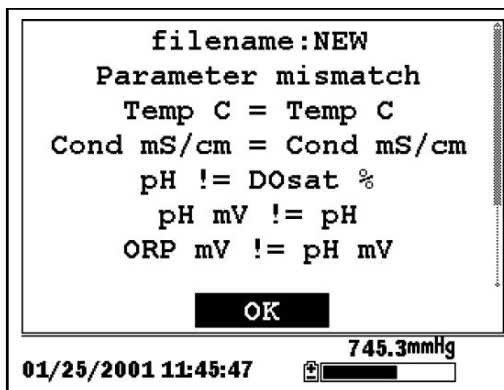 filename:NEW
Parameter mismatch
Temp C = Temp C
Cond mS/cm = Cond mS/cm
pH != DOsat %
pH mV != pH
ORP mV != pH mV
OK
745.3mmHg
01/25/2001 11:45:47